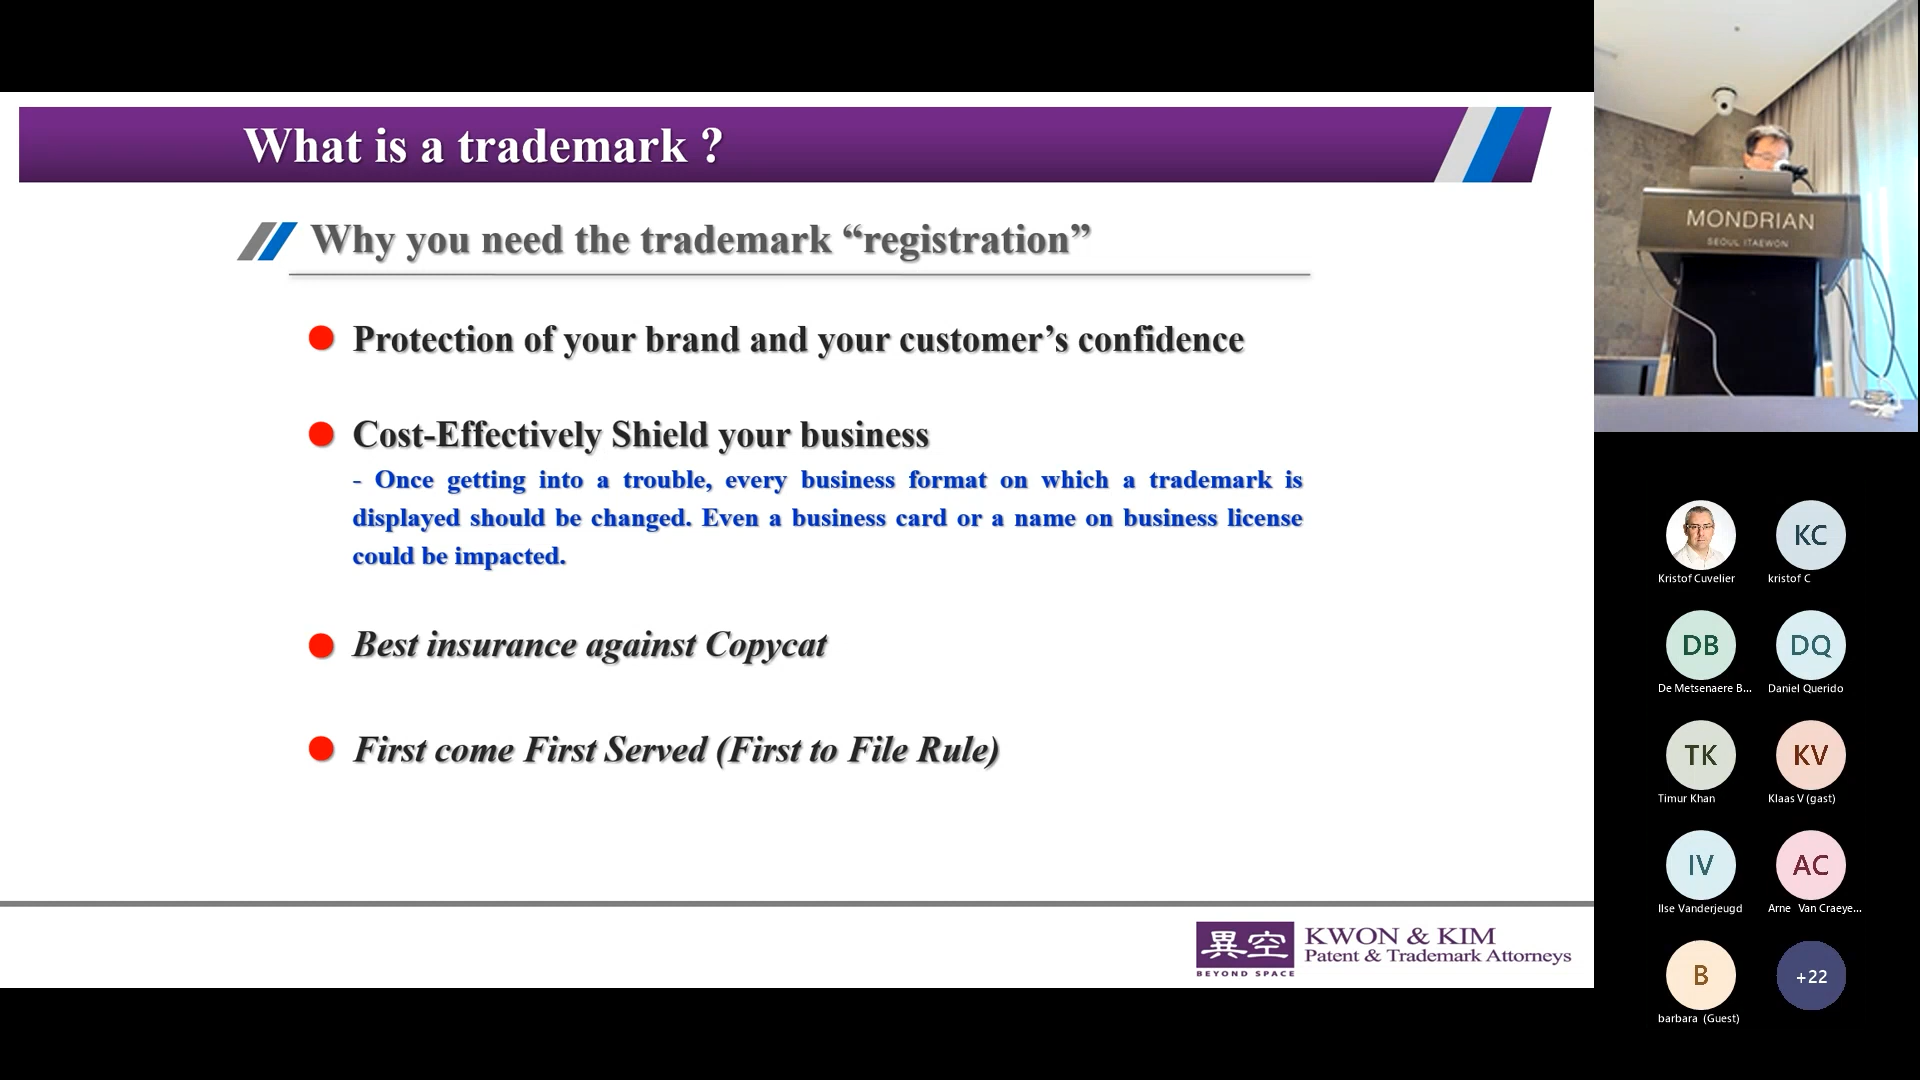 What is a trademark ?
Why you need the trademark “registration”
Protection of your brand and your customer’s confidence
Cost-Effectively Shield your business
- Once getting into a trouble, every business format on which a trademark is
displayed should be changed. Even a business card or a name on business license
could be impacted.
Best insurance against Copycat
First come First Served (First to File Rule)
異空
BEYOND SPACE
KWON & KIM
Patent & Trademark Attorneys
MONDRIAN
SEOUL ITAEWON
Kristof Cuvelier
KC
kristof C
DB
De Metsenaere B...
DQ
Daniel Querido
TK
Timur Khan
KV
Klaas V (gast)
IV
Ilse Vanderjeugd
AC
Arne Van Craeye...
B
barbara (Guest)
+22